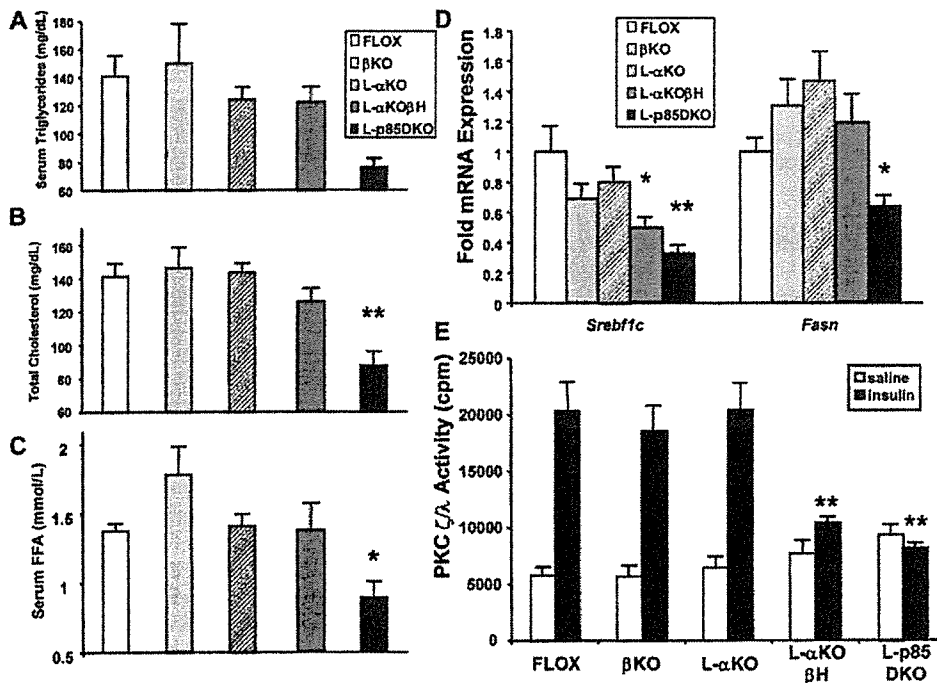 A
Serum Triglycerides (mg/dL)
180
160
140
120
100
80
60
FLOX
βKO
L-αKO
L-αKOβH
L-p85DKO
B
Total Cholesterol (mg/dL)
160
140
120
100
80
60
**
C
Serum FFA (mmol/L)
2
1.5
1
0.5
*
D
Fold mRNA Expression
1.8
1.6
1.4
1.2
1
0.8
0.6
0.4
0.2
0
FLOX
βKO
L-αKO
L-αKOβH
L-p85DKO
*
**
*
Srebf1c
Fasn
E
PKC ζ/λ Activity (cpm)
25000
20000
15000
10000
5000
0
saline
insulin
**
**
FLOX
βKO
L-αKO
L-αKO
βH
L-p85
DKO